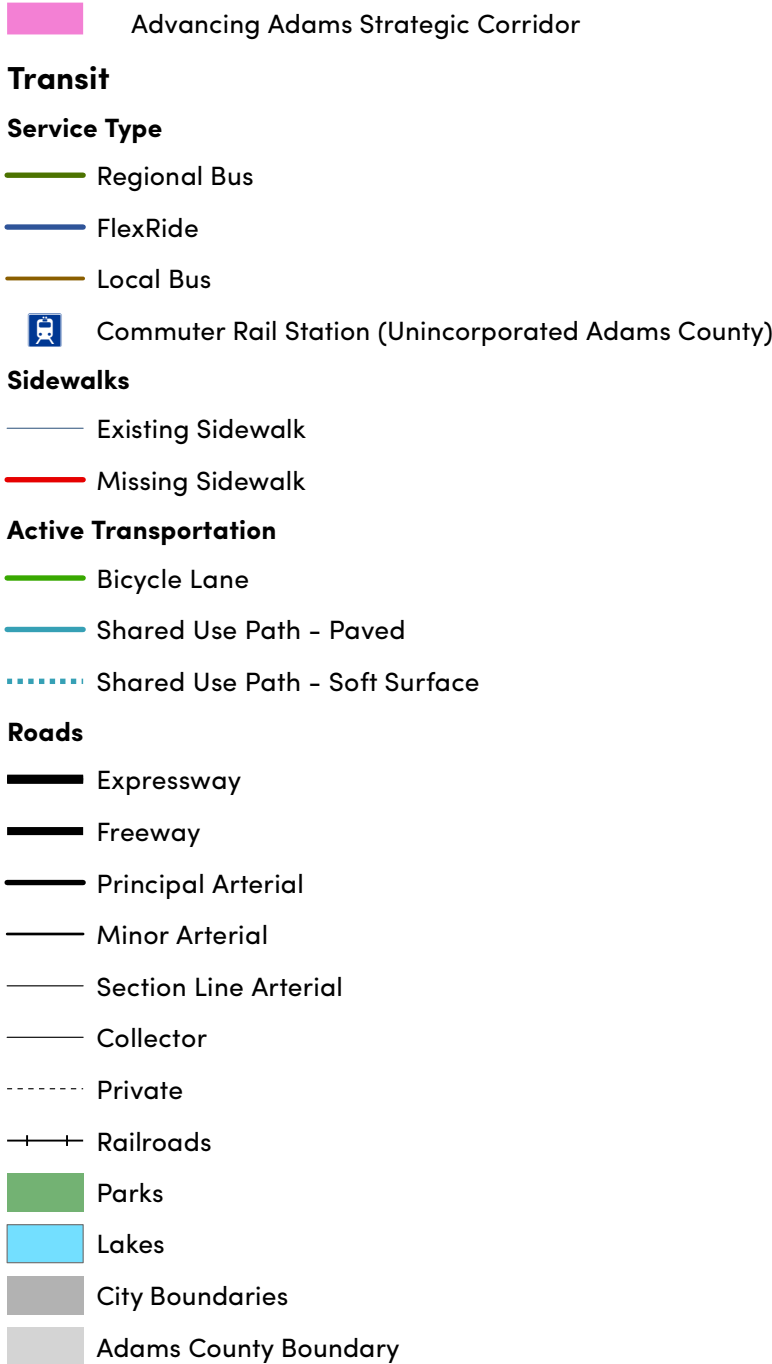 Advancing Adams Strategic Corridor
Transit
Service Type
Regional Bus
FlexRide
Local Bus
Commuter Rail Station (Unincorporated Adams County)
Sidewalks
Existing Sidewalk
Missing Sidewalk
Active Transportation
Bicycle Lane
Shared Use Path - Paved
Shared Use Path - Soft Surface
Roads
Expressway
Freeway
Principal Arterial
Minor Arterial
Section Line Arterial
Collector
Private
Railroads
Parks
Lakes
City Boundaries
Adams County Boundary